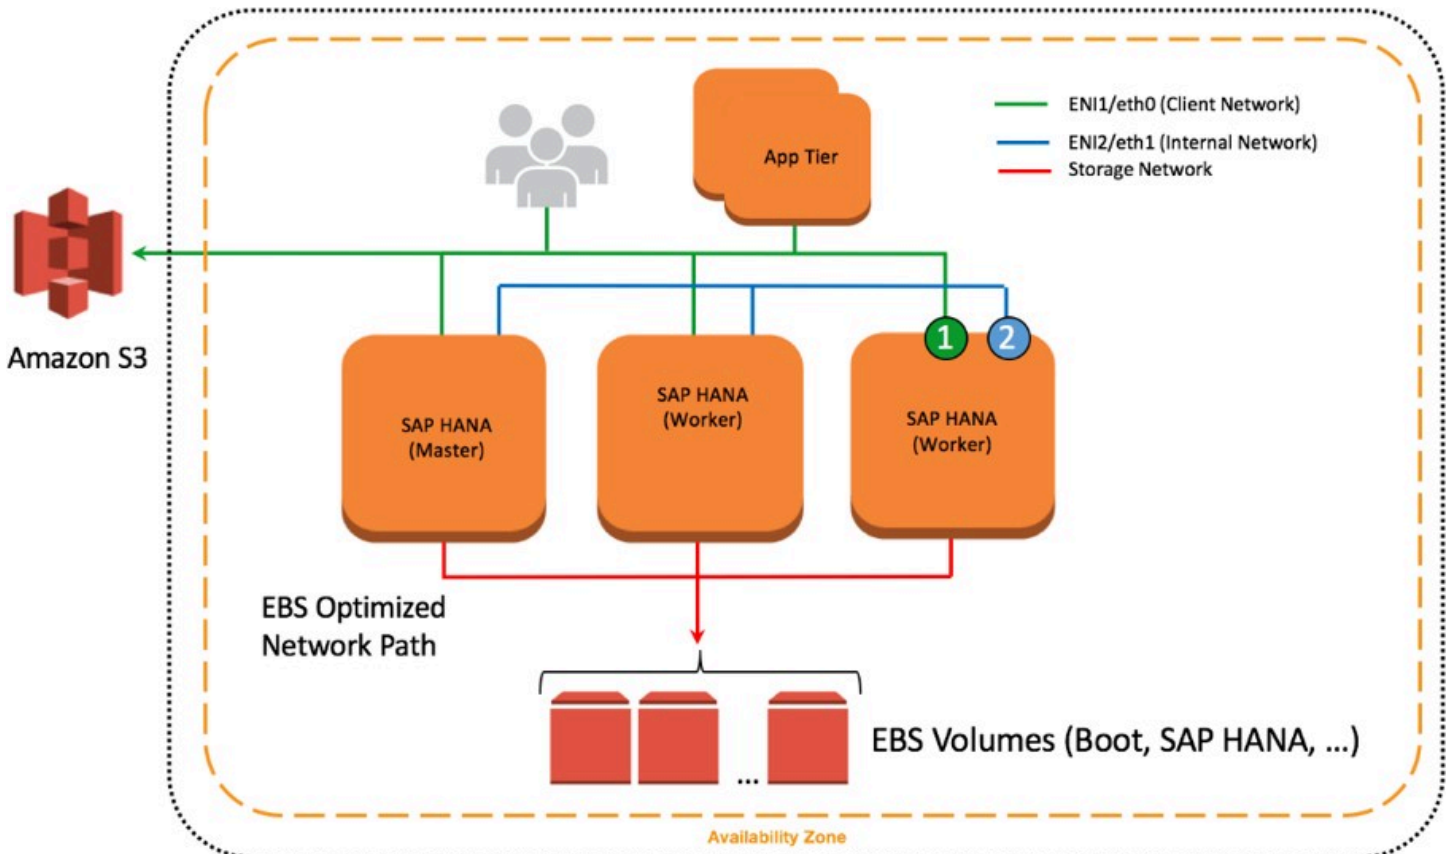 App Tier
ENI1/eth0 (Client Network)
ENI2/eth1 (Internal Network)
Storage Network
Amazon S3
1
2
SAP HANA
(Master)
SAP HANA
(Worker)
SAP HANA
(Worker)
EBS Optimized
Network Path
...
EBS Volumes (Boot, SAP HANA, ...)
Availability Zone